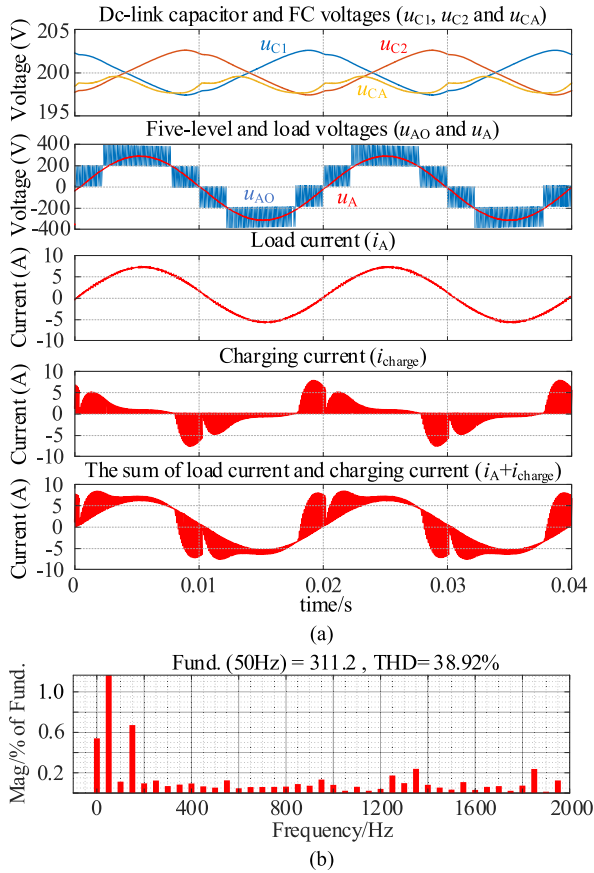 Dc-link capacitor and FC voltages (uC1, uC2 and uCA)
Voltage (V)
205
200
195
uC1
uC2
uCA
Five-level and load voltages (uAO and uA)
Voltage (V)
400
200
0
-200
-400
uAO
uA
Load current (iA)
Current (A)
10
5
0
-5
-10
Charging current (icharge)
Current (A)
10
5
0
-5
-10
The sum of load current and charging current (iA+icharge)
Current (A)
10
5
0
-5
-10
0 0.01 0.02 0.03 0.04
time/s
(a)
Fund. (50Hz) = 311.2 , THD= 38.92%
Mag/% of Fund.
1.0
0.6
0.2
0 400 800 1200 1600 2000
Frequency/Hz
(b)